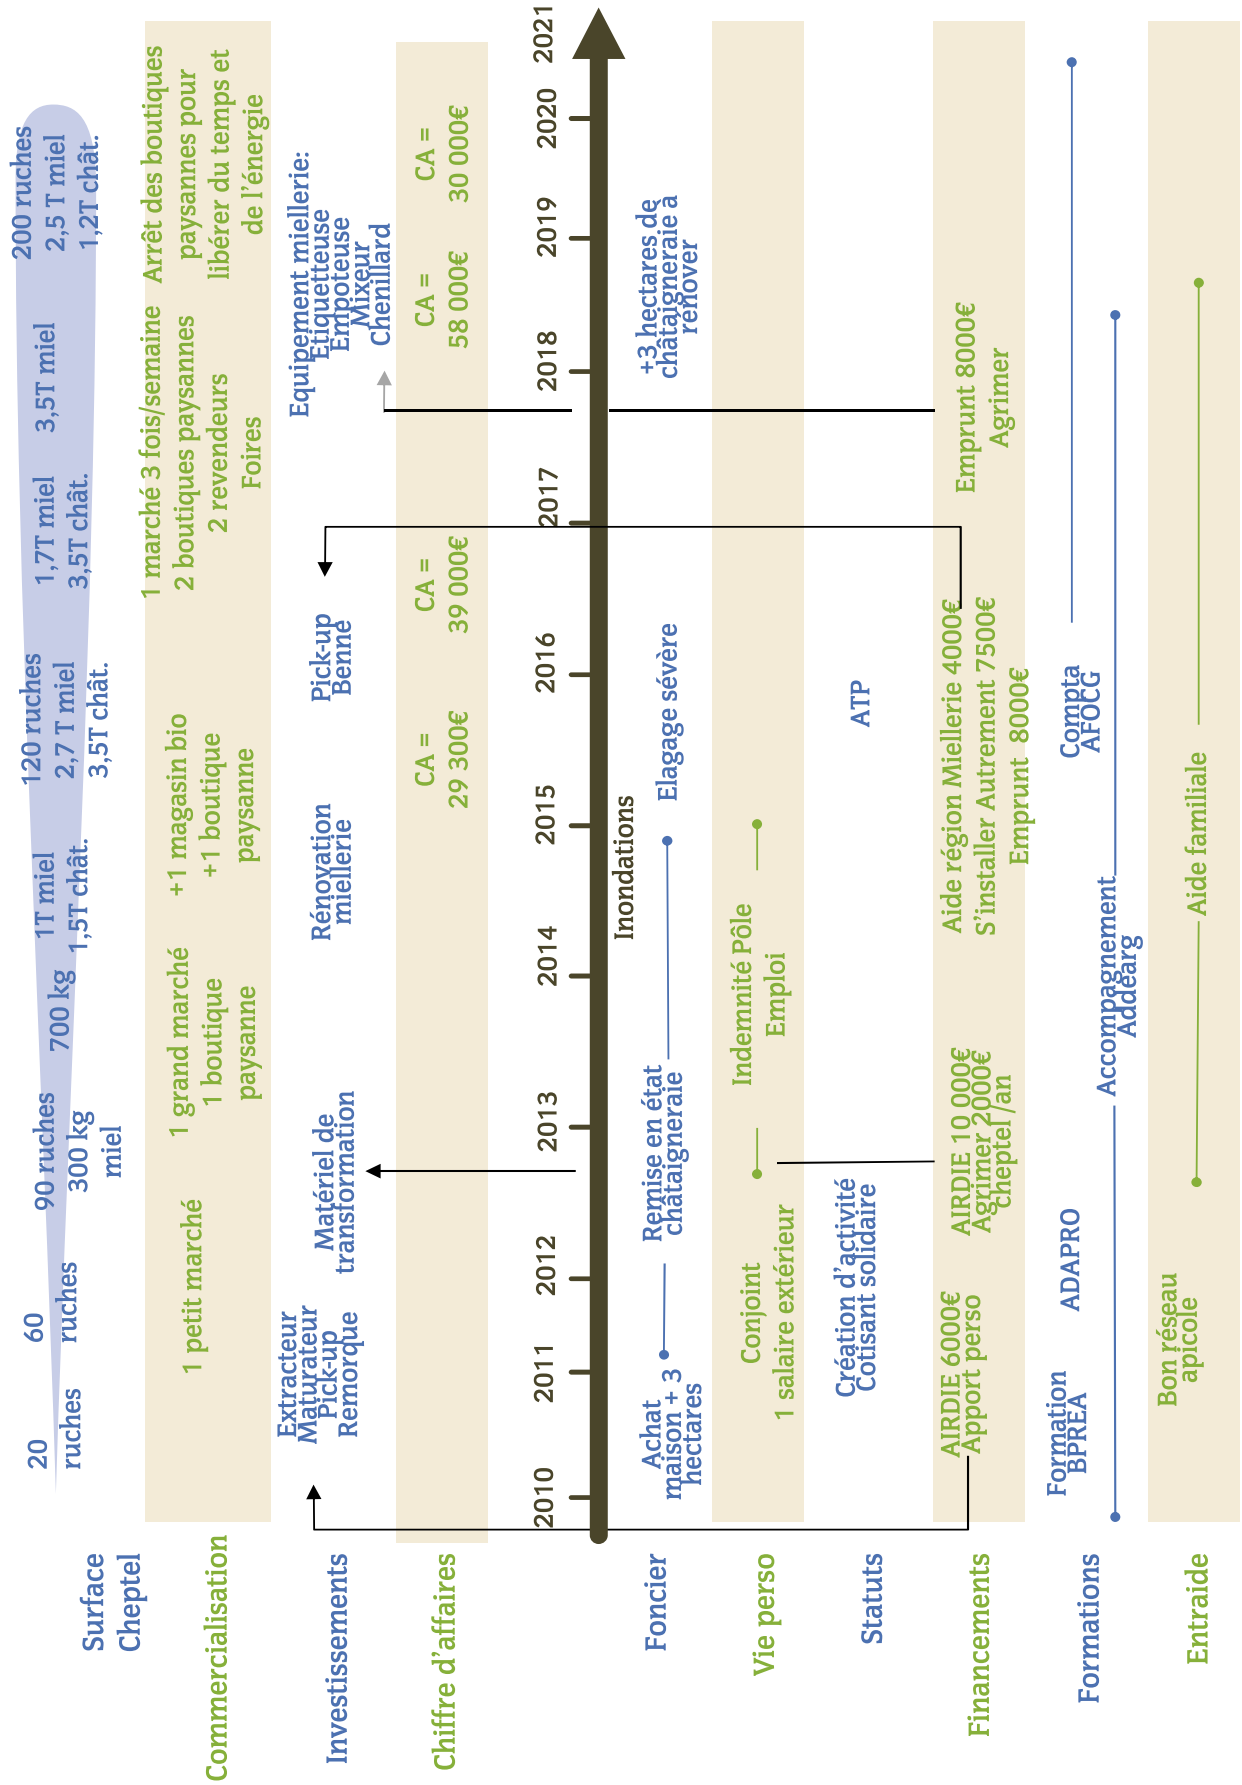 Surface
Cheptel
20
ruches
60
ruches
90 ruches
300 kg
miel
700 kg
1T miel
1,5T chât.
120 ruches
2,7 T miel
3,5T chât.
1,7T miel
3,5T chât.
3,5T miel
200 ruches
2,5 T miel
1,2T chât.
Commercialisation
1 petit marché
1 grand marché
1 boutique
paysanne
+1 magasin bio
+1 boutique
paysanne
1 marché 3 fois/semaine
2 boutiques paysannes
2 revendeurs
Foires
Arrêt des boutiques
paysannes pour
libérer du temps et
de l'énergie
Investissements
Extracteur
Maturateur
Pick-up
Remorque
Matériel de
transformation
Rénovation
miellerie
Pick-up
Benne
Equipement miellerie:
Etiquetteuse
Empoteuse
Mixeur
Chenillard
Chiffre d'affaires
CA =
29 300€
CA =
39 000€
CA =
58 000€
CA =
30 000€
2010
2011
2012
2013
2014
2015
2016
2017
2018
2019
2020
2021
Inondations
Foncier
Achat
maison + 3
hectares
Remise en état
châtaigneraie
Elagage sévère
+3 hectares de
châtaigneraie à
rénover
Vie perso
Conjoint
1 salaire extérieur
Indemnité Pôle
Emploi
Statuts
Création d'activité
Cotisant solidaire
ATP
Financements
AIRDIE 6000€
Apport perso
AIRDIE 10 000€
Agrimer 2000€
cheptel /an
Aide région Miellerie 4000€
S'installer Autrement 7500€
Emprunt 8000€
Emprunt 8000€
Agrimer
Formations
Formation
BPREA
ADAPRO
Accompagnement
Addearg
Compta
AFOCG
Entraide
Bon réseau
apicole
Aide familiale